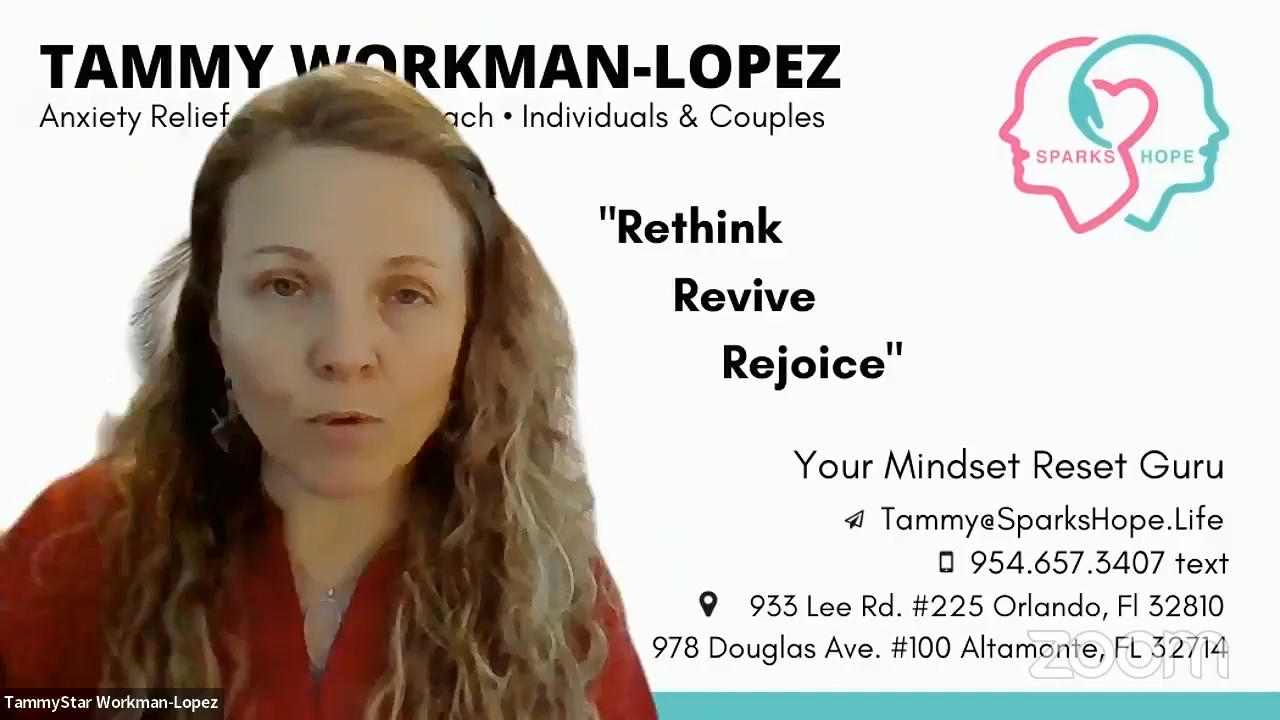 TAMMY WORKMAN-LOPEZ
Anxiety Relief • Individuals & Couples
SPARKS HOPE
"Rethink
Revive
Rejoice"
Your Mindset Reset Guru
Tammy@SparksHope.Life
954.657.3407 text
933 Lee Rd. #225 Orlando, Fl 32810
978 Douglas Ave. #100 Altamonte, FL 32714
zoom
TammyStar Workman-Lopez